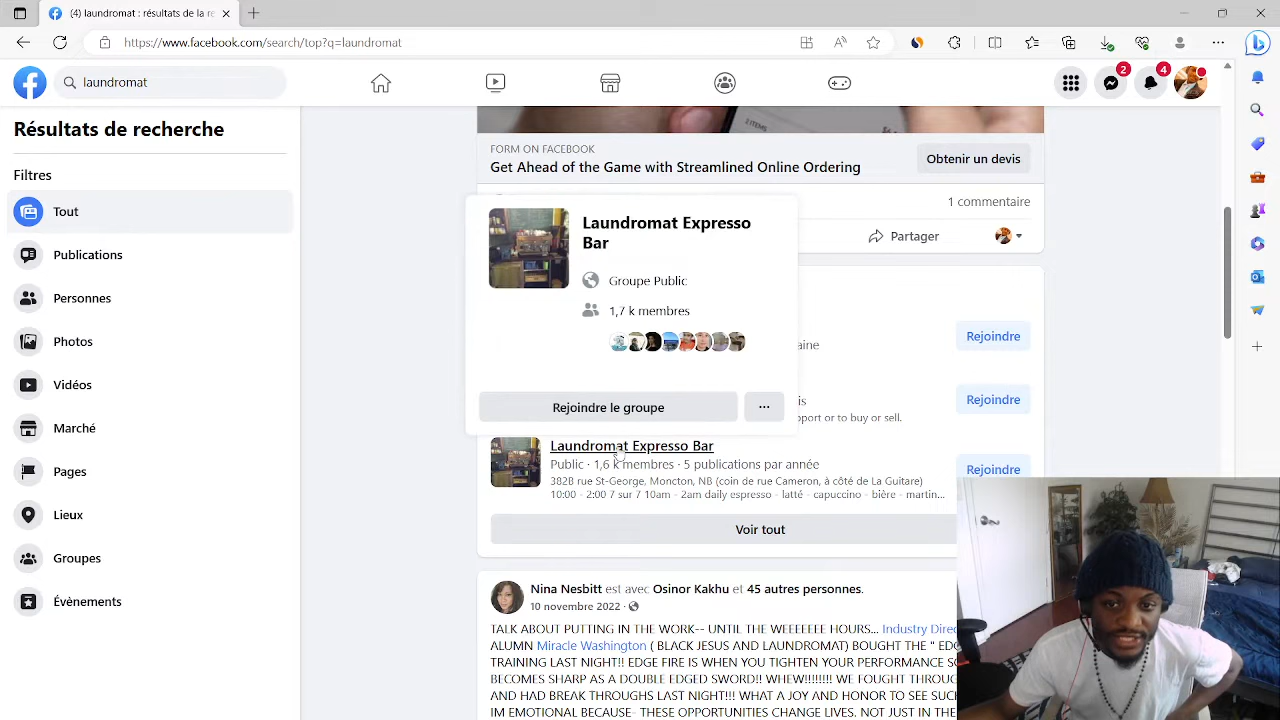 (4) laundromat : résultats de la re
https://www.facebook.com/search/top?q=laundromat
laundromat
2
4
Résultats de recherche
Filtres
Tout
Publications
Personnes
Photos
Vidéos
Marché
Pages
Lieux
Groupes
Évènements
FORM ON FACEBOOK
Get Ahead of the Game with Streamlined Online Ordering
Obtenir un devis
1 commentaire
Partager
Laundromat Expresso
Bar
Groupe Public
1,7 k membres
Rejoindre le groupe
...
aine
Rejoindre
is
pport or to buy or sell.
Rejoindre
Laundromat Expresso Bar
Public · 1,6 k membres · 5 publications par année
382B rue St-George, Moncton, NB (coin de rue Cameron, à côté de La Guitare)
10:00 - 2:00 7 sur 7 10am - 2am daily espresso - latté - capuccino - bière - martin...
Rejoindre
Voir tout
Nina Nesbitt est avec Osinor Kakhu et 45 autres personnes.
10 novembre 2022 ·
TALK ABOUT PUTTING IN THE WORK-- UNTIL THE WEEEEEE HOURS... Industry Dire
ALUMN Miracle Washington ( BLACK JESUS AND LAUNDROMAT) BOUGHT THE " EDG
TRAINING LAST NIGHT!! EDGE FIRE IS WHEN YOU TIGHTEN YOUR PERFORMANCE SO
BECOMES SHARP AS A DOUBLE EDGED SWORD!! WHEW!!!!!!!! WE FOUGHT THROUG
AND HAD BREAK THROUGHS LAST NIGHT!!! WHAT A JOY AND HONOR TO SEE SUC
IM EMOTIONAL BECAUSE- THESE OPPORTUNITIES CHANGE LIVES. NOT JUST IN THE